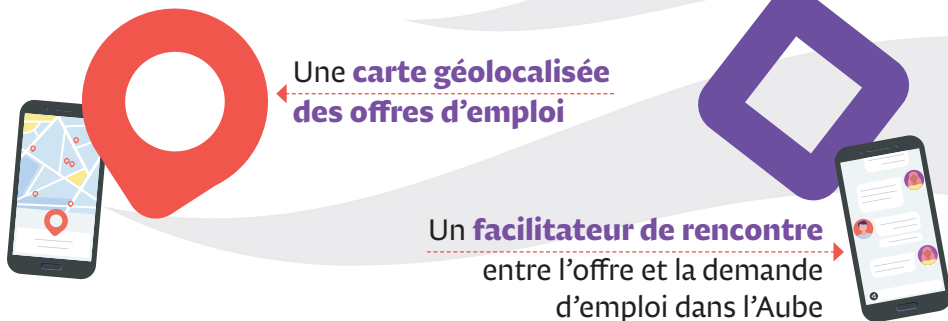 Une carte géolocalisée
des offres d’emploi
Un facilitateur de rencontre
entre l’offre et la demande
d’emploi dans l’Aube